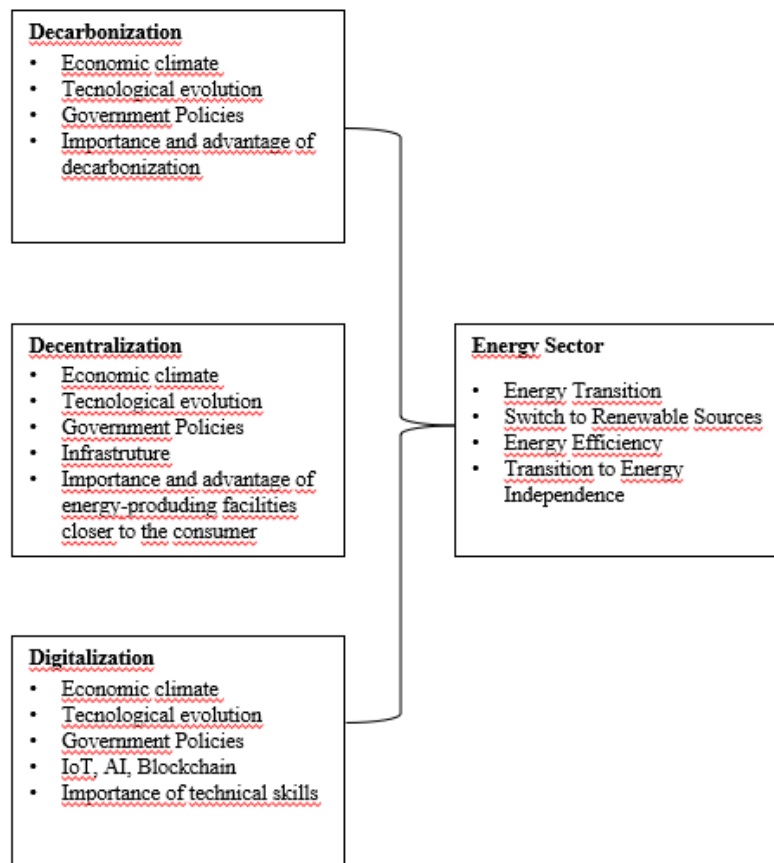 Decarbonization
• Economic climate
• Tecnological evolution
• Government Policies
• Importance and advantage of
decarbonization
Decentralization
• Economic climate
• Tecnological evolution
• Government Policies
• Infrastruture
• Importance and advantage of
energy-produding facilities
closer to the consumer
Energy Sector
• Energy Transition
• Switch to Renewable Sources
• Energy Efficiency
• Transition to Energy
Independence
Digitalization
• Economic climate
• Tecnological evolution
• Government Policies
• IoT, AI, Blockchain
• Importance of technical skills